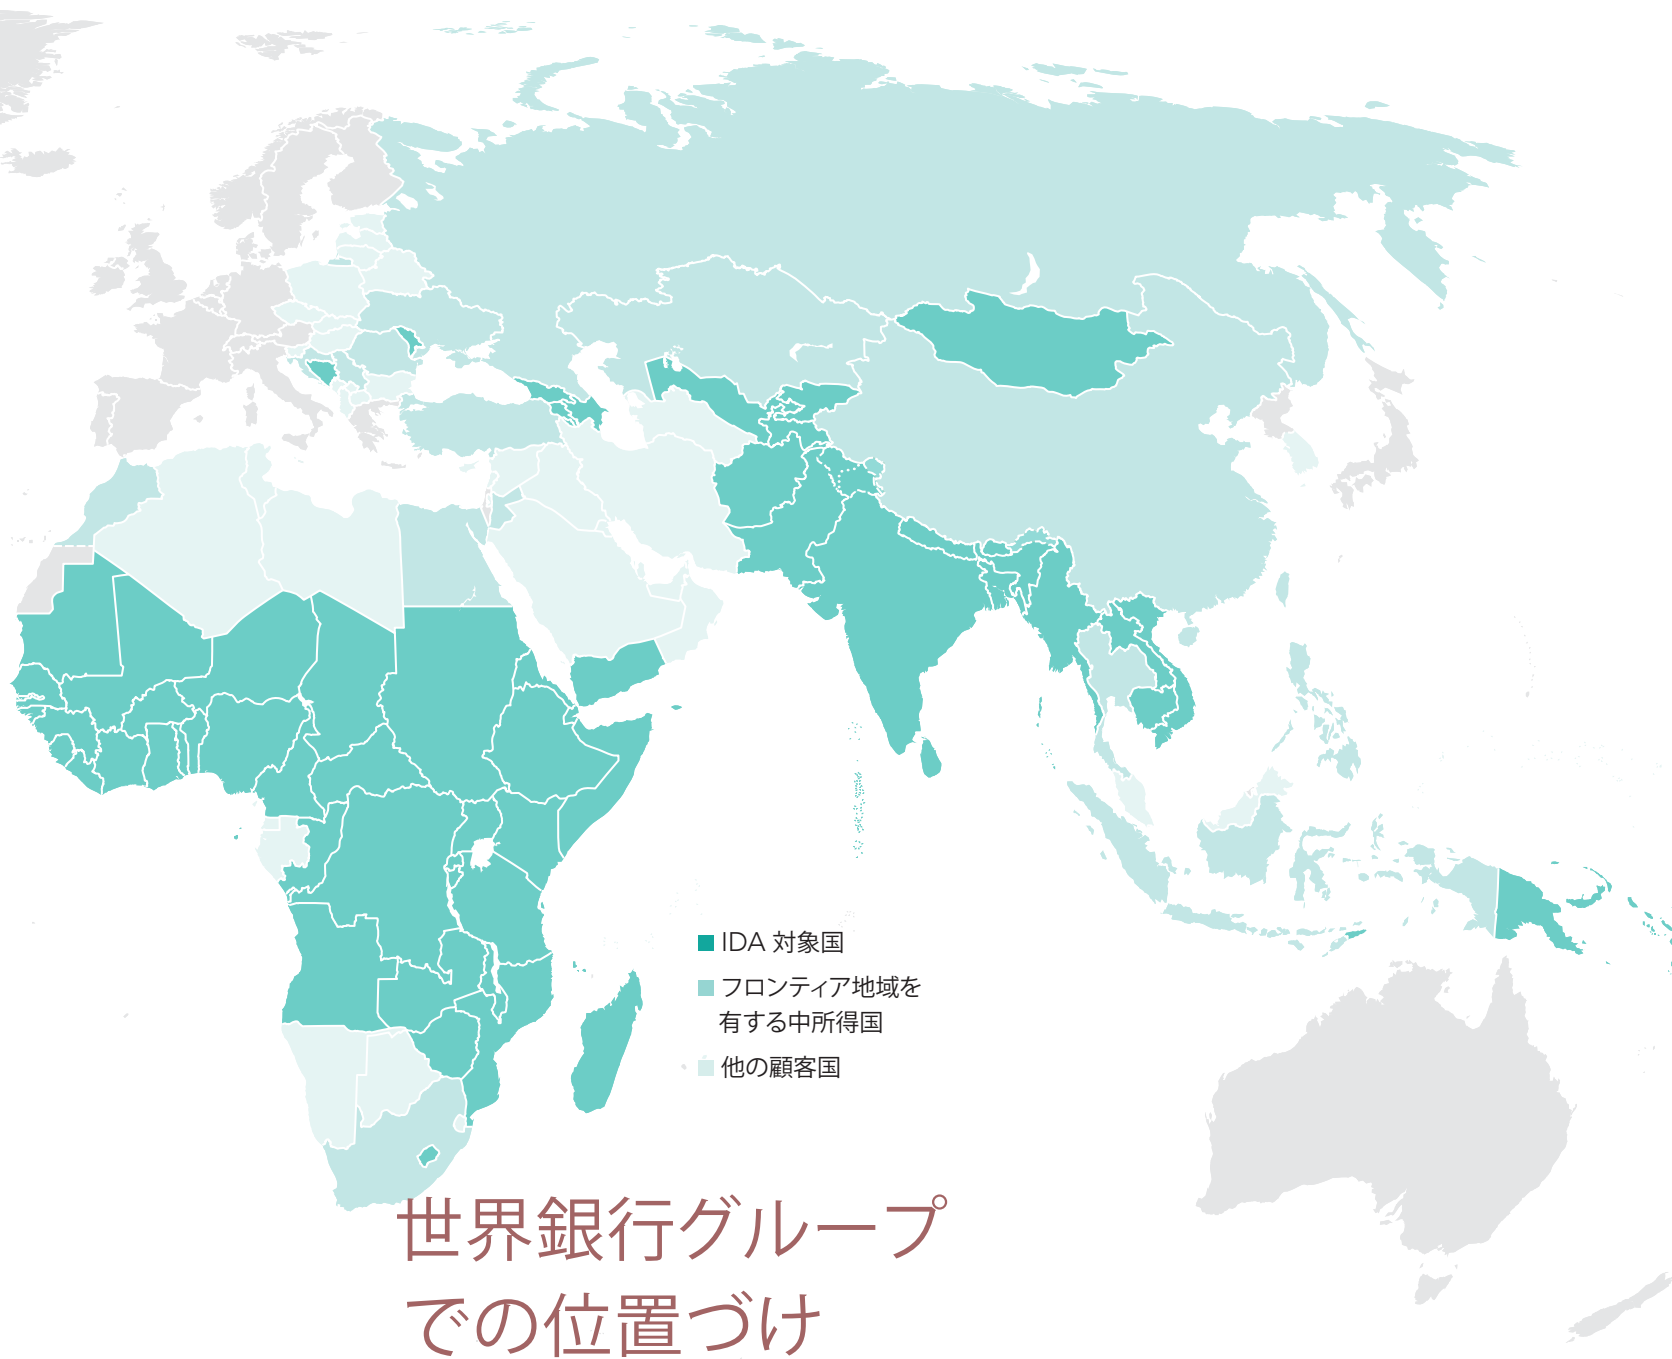 IDA 対象国
フロンティア地域を
有する中所得国
他の顧客国
世界銀行グループ
での位置づけ